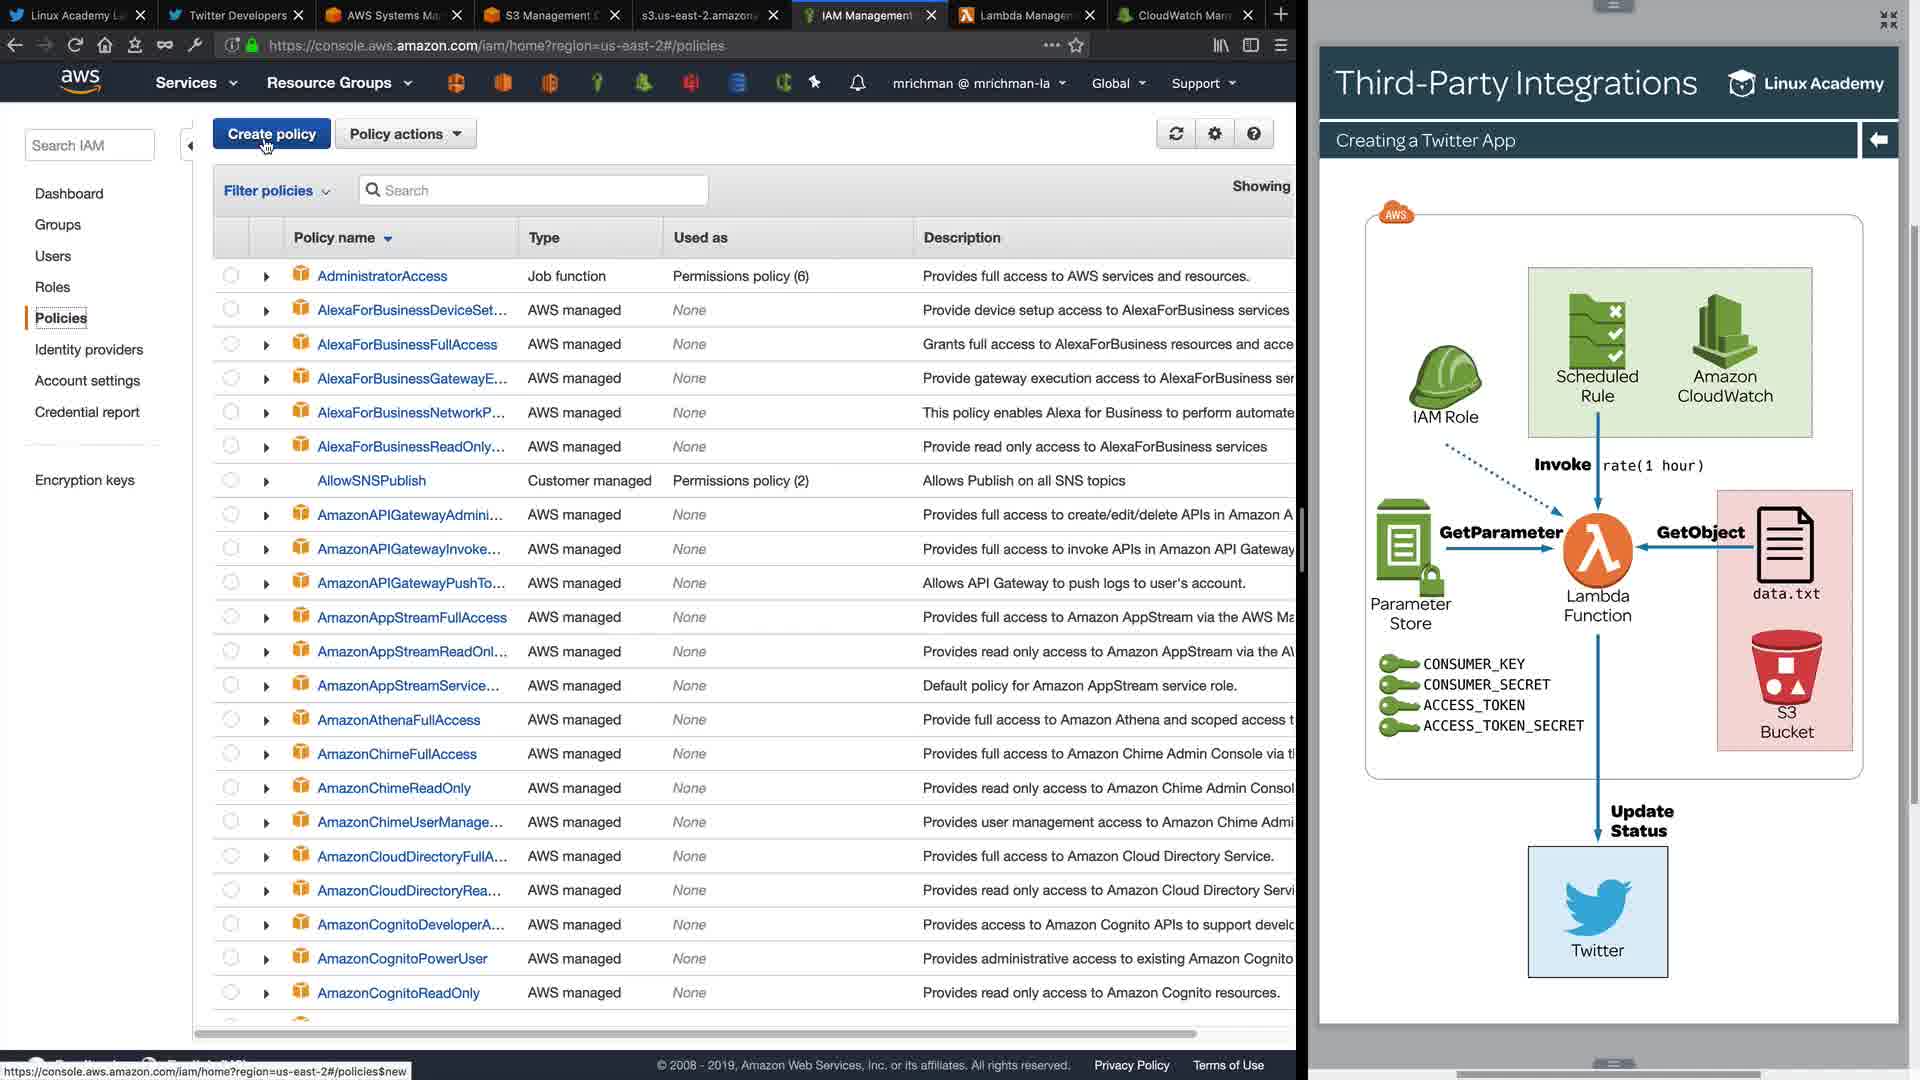 Linux Academy La
Twitter Developers
AWS Systems Ma
S3 Management C
s3.us-east-2.amazon
IAM Management
Lambda Manage
CloudWatch Man
https://console.aws.amazon.com/iam/home?region=us-east-2#/policies
aws
Services
Resource Groups
mrichman @ mrichman-la
Global
Support
Search IAM
Dashboard
Groups
Users
Roles
Policies
Identity providers
Account settings
Credential report
Encryption keys
Create policy
Policy actions
Filter policies
Search
Showing
Policy name Type Used as Description
AdministratorAccess Job function Permissions policy (6) Provides full access to AWS services and resources.
AlexaForBusinessDeviceSet... AWS managed None Provide device setup access to AlexaForBusiness services
AlexaForBusinessFullAccess AWS managed None Grants full access to AlexaForBusiness resources and acce
AlexaForBusinessGatewayE... AWS managed None Provide gateway execution access to AlexaForBusiness ser
AlexaForBusinessNetworkP... AWS managed None This policy enables Alexa for Business to perform automate
AlexaForBusinessReadOnly... AWS managed None Provide read only access to AlexaForBusiness services
AllowSNSPublish Customer managed Permissions policy (2) Allows Publish on all SNS topics
AmazonAPIGatewayAdmini... AWS managed None Provides full access to create/edit/delete APIs in Amazon A
AmazonAPIGatewayInvoke... AWS managed None Provides full access to invoke APIs in Amazon API Gateway
AmazonAPIGatewayPushTo... AWS managed None Allows API Gateway to push logs to user's account.
AmazonAppStreamFullAccess AWS managed None Provides full access to Amazon AppStream via the AWS Ma
AmazonAppStreamReadOnl... AWS managed None Provides read only access to Amazon AppStream via the A
AmazonAppStreamService... AWS managed None Default policy for Amazon AppStream service role.
AmazonAthenaFullAccess AWS managed None Provide full access to Amazon Athena and scoped access t
AmazonChimeFullAccess AWS managed None Provides full access to Amazon Chime Admin Console via t
AmazonChimeReadOnly AWS managed None Provides read only access to Amazon Chime Admin Consol
AmazonChimeUserManage... AWS managed None Provides user management access to Amazon Chime Admi
AmazonCloudDirectoryFullA... AWS managed None Provides full access to Amazon Cloud Directory Service.
AmazonCloudDirectoryRea... AWS managed None Provides read only access to Amazon Cloud Directory Servi
AmazonCognitoDeveloperA... AWS managed None Provides access to Amazon Cognito APIs to support develo
AmazonCognitoPowerUser AWS managed None Provides administrative access to existing Amazon Cognito
AmazonCognitoReadOnly AWS managed None Provides read only access to Amazon Cognito resources.
© 2008 - 2019, Amazon Web Services, Inc. or its affiliates. All rights reserved. Privacy Policy Terms of Use
https://console.aws.amazon.com/iam/home?region=us-east-2#/policies$new
Third-Party Integrations
Linux Academy
Creating a Twitter App
AWS
Scheduled
Rule
Amazon
CloudWatch
IAM Role
Invoke rate(1 hour)
GetParameter
GetObject
Parameter
Store
Lambda
Function
data.txt
CONSUMER_KEY
CONSUMER_SECRET
ACCESS_TOKEN
ACCESS_TOKEN_SECRET
S3
Bucket
Update
Status
Twitter